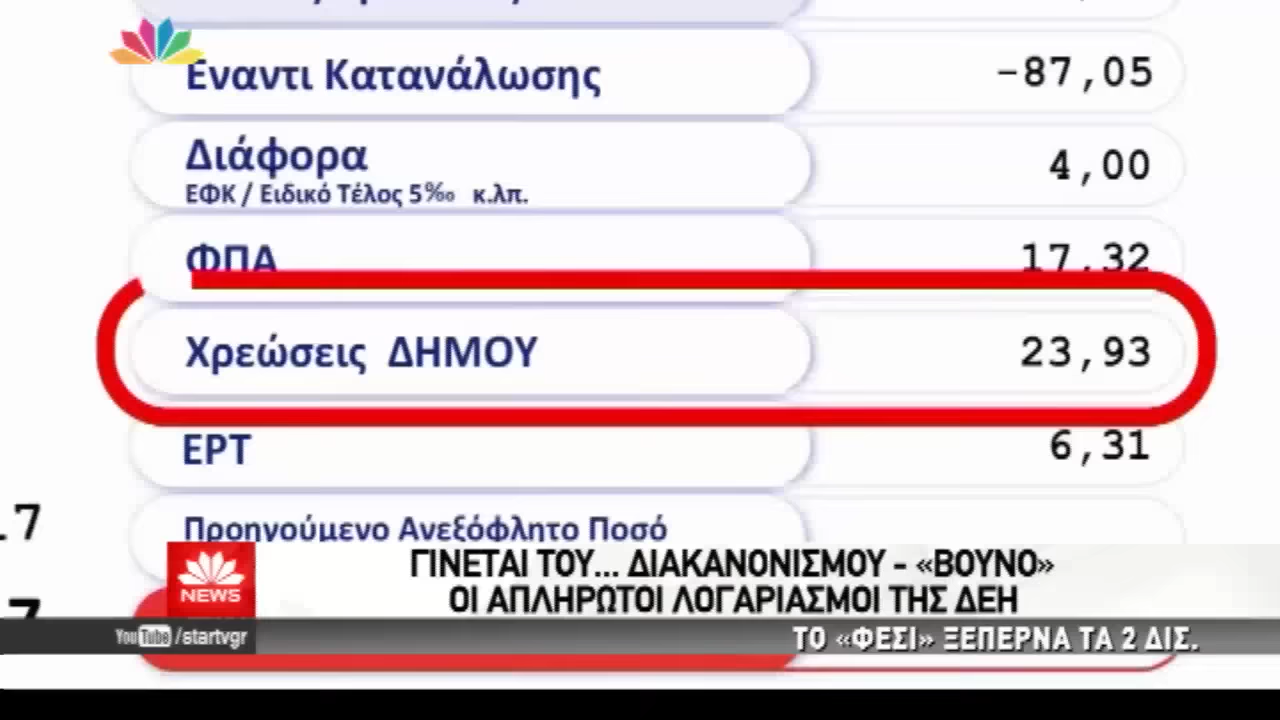 Έναντι Κατανάλωσης -87,05
Διάφορα 4,00
ΕΦΚ / Ειδικό Τέλος 5‰ κ.λπ.
ΦΠΑ 17,32
Χρεώσεις ΔΗΜΟΥ 23,93
ΕΡΤ 6,31
Προηγούμενο Ανεξόφλητο Ποσό
ΓΙΝΕΤΑΙ ΤΟΥ... ΔΙΑΚΑΝΟΝΙΣΜΟΥ - «ΒΟΥΝΟ»
ΟΙ ΑΠΛΗΡΩΤΟΙ ΛΟΓΑΡΙΑΣΜΟΙ ΤΗΣ ΔΕΗ
NEWS
YouTube /startvgr
ΤΟ «ΦΕΣΙ» ΞΕΠΕΡΝΑ ΤΑ 2 ΔΙΣ.